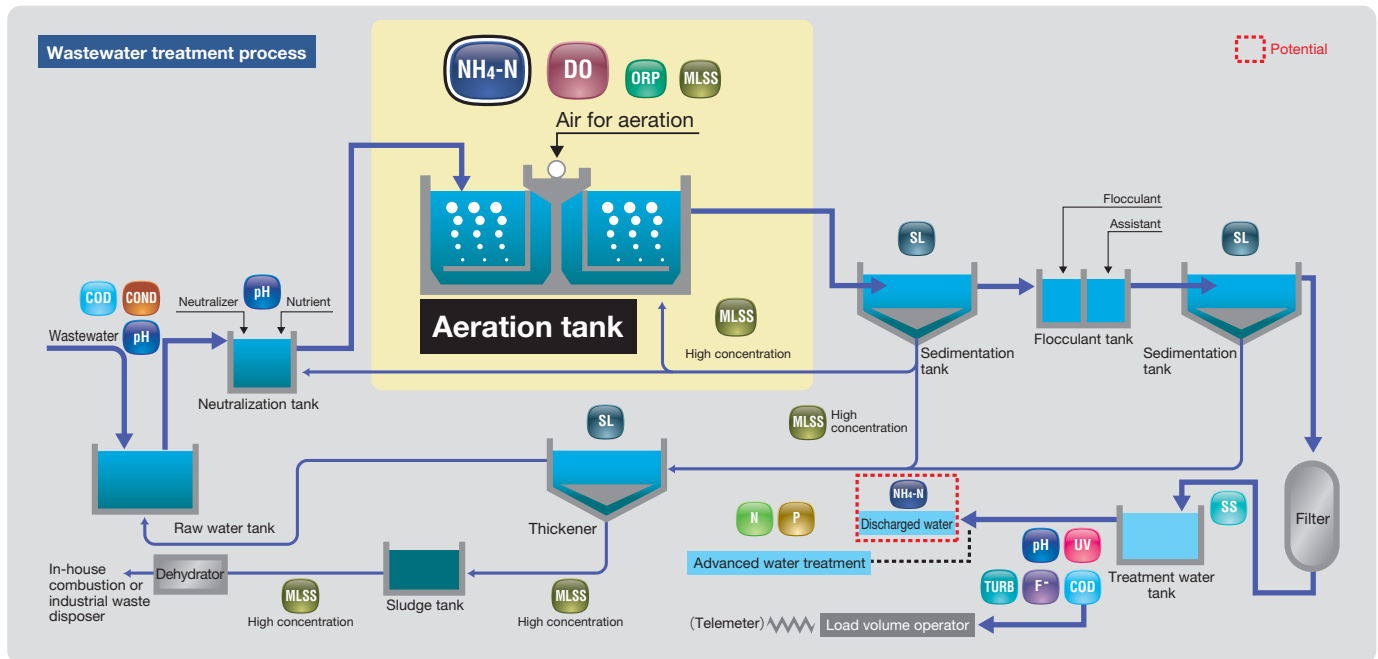 Wastewater treatment process
Potential
NH₄-N
DO
ORP
MLSS
Air for aeration
Aeration tank
MLSS
High concentration
COD
COND
Wastewater
pH
Neutralizer
pH
Nutrient
Neutralization tank
Raw water tank
SL
Sedimentation
tank
Flocculant
Assistant
Flocculant tank
SL
Sedimentation
tank
MLSS
High
concentration
SL
Thickener
MLSS
High concentration
Sludge tank
MLSS
High concentration
Dehydrator
In-house
combustion or
industrial waste
disposer
Filter
SS
Treatment water
tank
NH₄-N
Discharged water
N
P
Advanced water treatment
pH
UV
TURB
F⁻
COD
(Telemeter)
Load volume operator